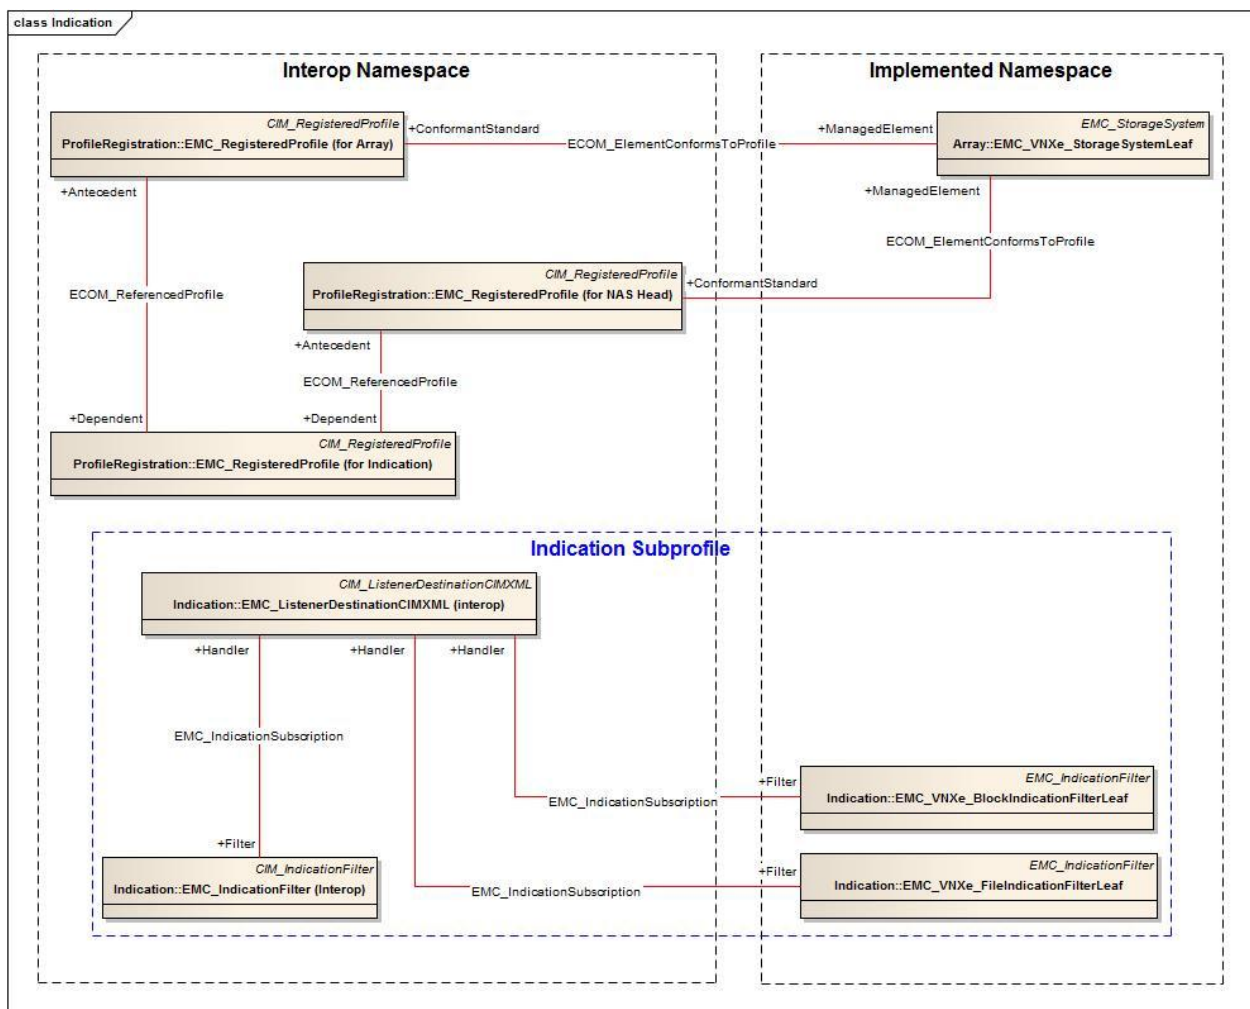 class Indication
Interop Namespace
Implemented Namespace
CIM_RegisteredProfile
ProfileRegistration::EMC_RegisteredProfile (for Array)
+ConformantStandard
ECOM_ElementConformsToProfile
+ManagedElement
EMC_StorageSystem
Array::EMC_VNXe_StorageSystemLeaf
+Antecedent
+ManagedElement
ECOM_ElementConformsToProfile
CIM_RegisteredProfile
ProfileRegistration::EMC_RegisteredProfile (for NAS Head)
+ConformantStandard
ECOM_ReferencedProfile
+Antecedent
ECOM_ReferencedProfile
+Dependent
+Dependent
CIM_RegisteredProfile
ProfileRegistration::EMC_RegisteredProfile (for Indication)
Indication Subprofile
CIM_ListenerDestinationCIMXML
Indication::EMC_ListenerDestinationCIMXML (interop)
+Handler
+Handler
+Handler
EMC_IndicationSubscription
EMC_IndicationFilter
+Filter
Indication::EMC_VNXe_BlockIndicationFilterLeaf
EMC_IndicationSubscription
+Filter
CIM_IndicationFilter
Indication::EMC_IndicationFilter (Interop)
EMC_IndicationFilter
+Filter
Indication::EMC_VNXe_FileIndicationFilterLeaf
EMC_IndicationSubscription